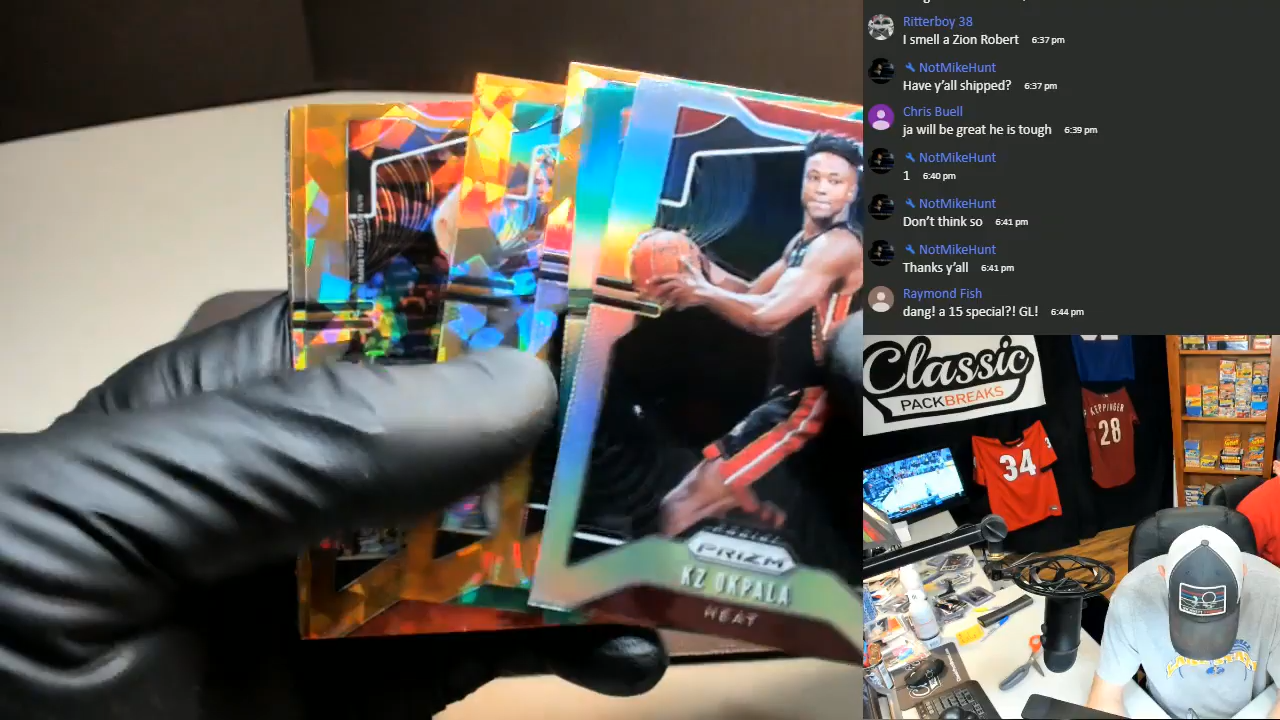 Ritterboy 38
I smell a Zion Robert 6:37 pm
NotMikeHunt
Have y'all shipped? 6:37 pm
Chris Buell
ja will be great he is tough 6:39 pm
NotMikeHunt
1 6:40 pm
NotMikeHunt
Don't think so 6:41 pm
NotMikeHunt
Thanks y'all 6:41 pm
Raymond Fish
dang! a 15 special?! GL! 6:44 pm
Classic
PACKBREAKS
KEPPINGER
28
34
PRIZM
KZ OKPALA
HEAT